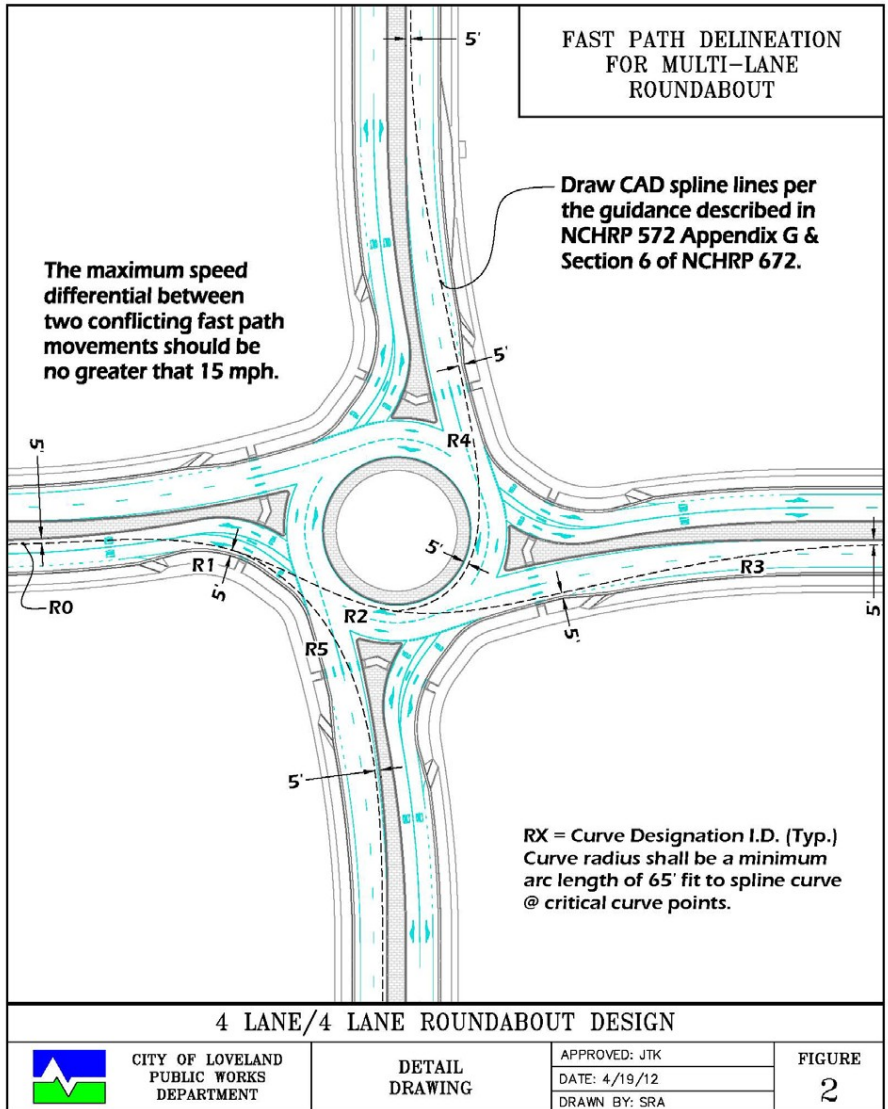 FAST PATH DELINEATION
FOR MULTI-LANE
ROUNDABOUT
5'
Draw CAD spline lines per
the guidance described in
NCHRP 572 Appendix G &
Section 6 of NCHRP 672.
The maximum speed
differential between
two conflicting fast path
movements should be
no greater that 15 mph.
5'
R4
5'
5'
R1
5'
R3
R0
R2
5'
5'
R5
5'
RX = Curve Designation I.D. (Typ.)
Curve radius shall be a minimum
arc length of 65' fit to spline curve
@ critical curve points.
4 LANE/4 LANE ROUNDABOUT DESIGN
CITY OF LOVELAND
PUBLIC WORKS
DEPARTMENT
DETAIL
DRAWING
APPROVED: JTK
DATE: 4/19/12
DRAWN BY: SRA
FIGURE
2